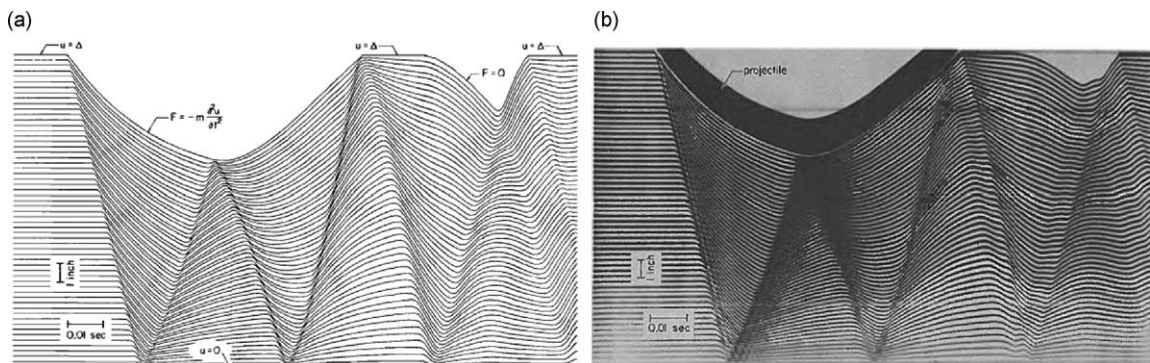 (a)
u = Δ
u = Δ
u = Δ
F = 0
F = -m ∂²u/∂t²
1 inch
0.01 sec
u = 0
(b)
projectile
1 inch
0.01 sec